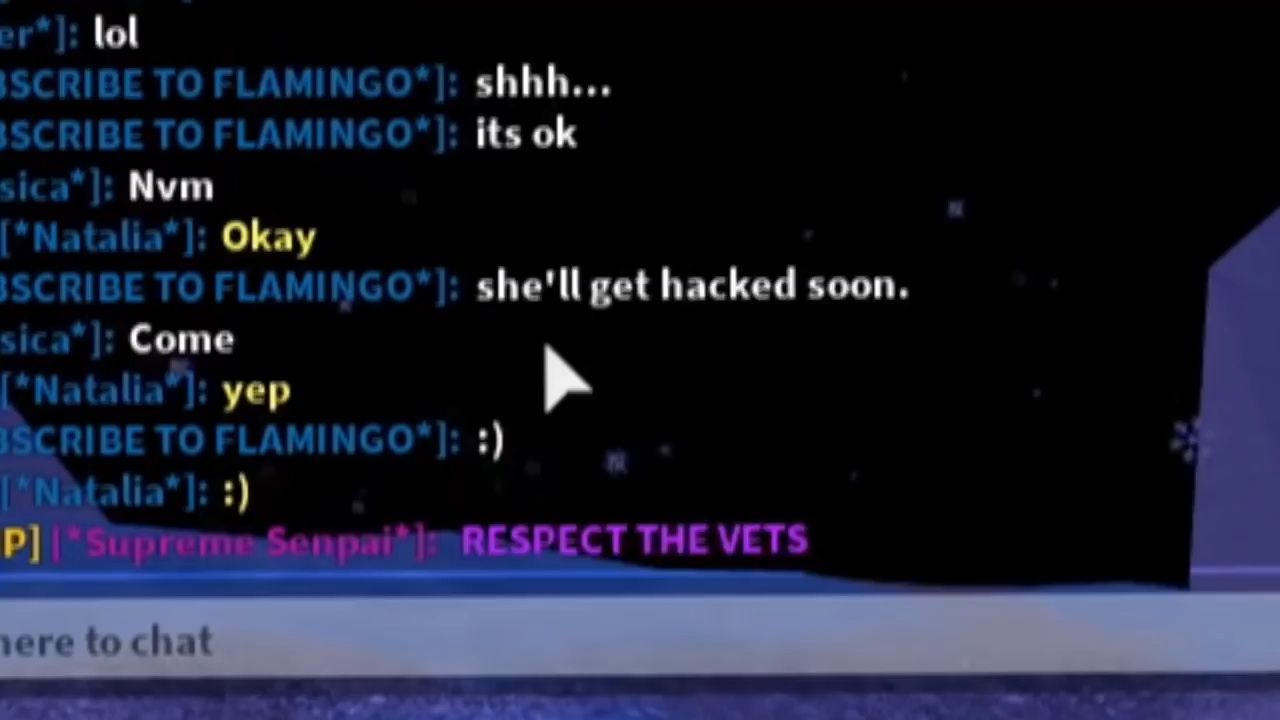 er*]: lol
BSCRIBE TO FLAMINGO*]: shhh...
BSCRIBE TO FLAMINGO*]: its ok
sica*]: Nvm
[*Natalia*]: Okay
BSCRIBE TO FLAMINGO*]: she'll get hacked soon.
sica*]: Come
[*Natalia*]: yep
BSCRIBE TO FLAMINGO*]: :)
[*Natalia*]: :)
P] [*Supreme Senpai*]: RESPECT THE VETS
here to chat